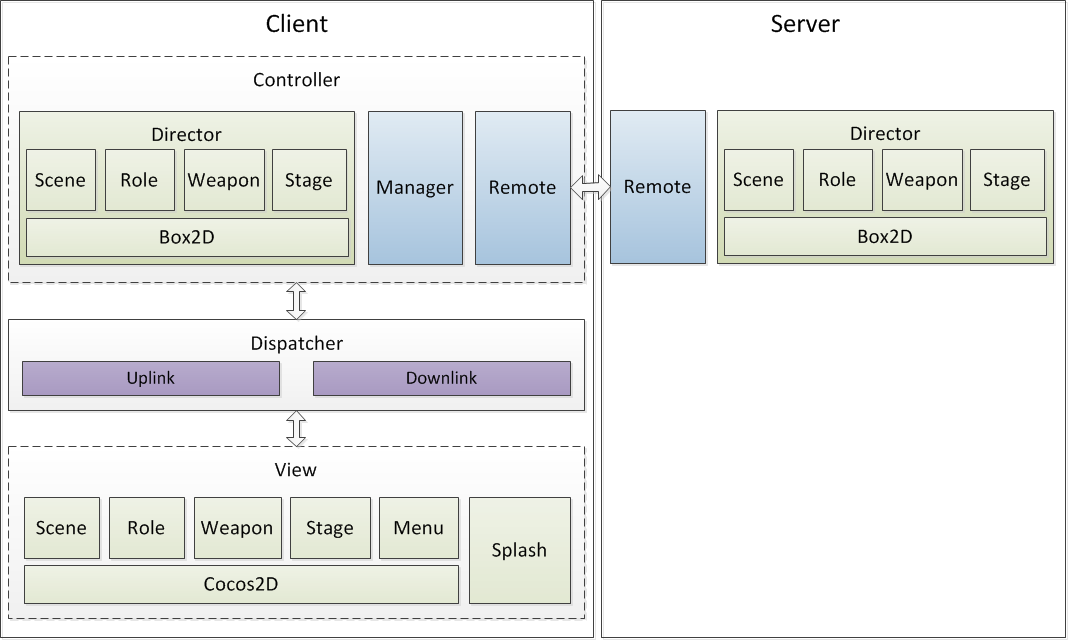 Client
Controller
Director
Scene
Role
Weapon
Stage
Box2D
Manager
Remote
Dispatcher
Uplink
Downlink
View
Scene
Role
Weapon
Stage
Menu
Cocos2D
Splash
Server
Remote
Director
Scene
Role
Weapon
Stage
Box2D